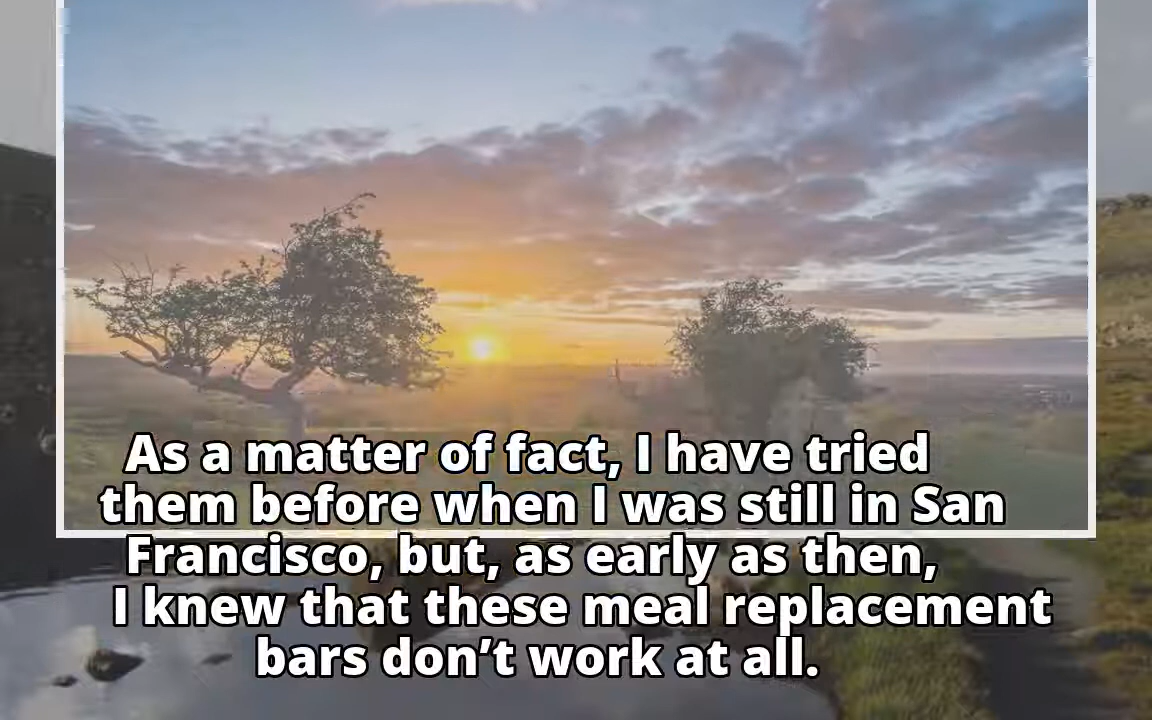 As a matter of fact, I have tried
them before when I was still in San
Francisco, but, as early as then,
I knew that these meal replacement
bars don’t work at all.